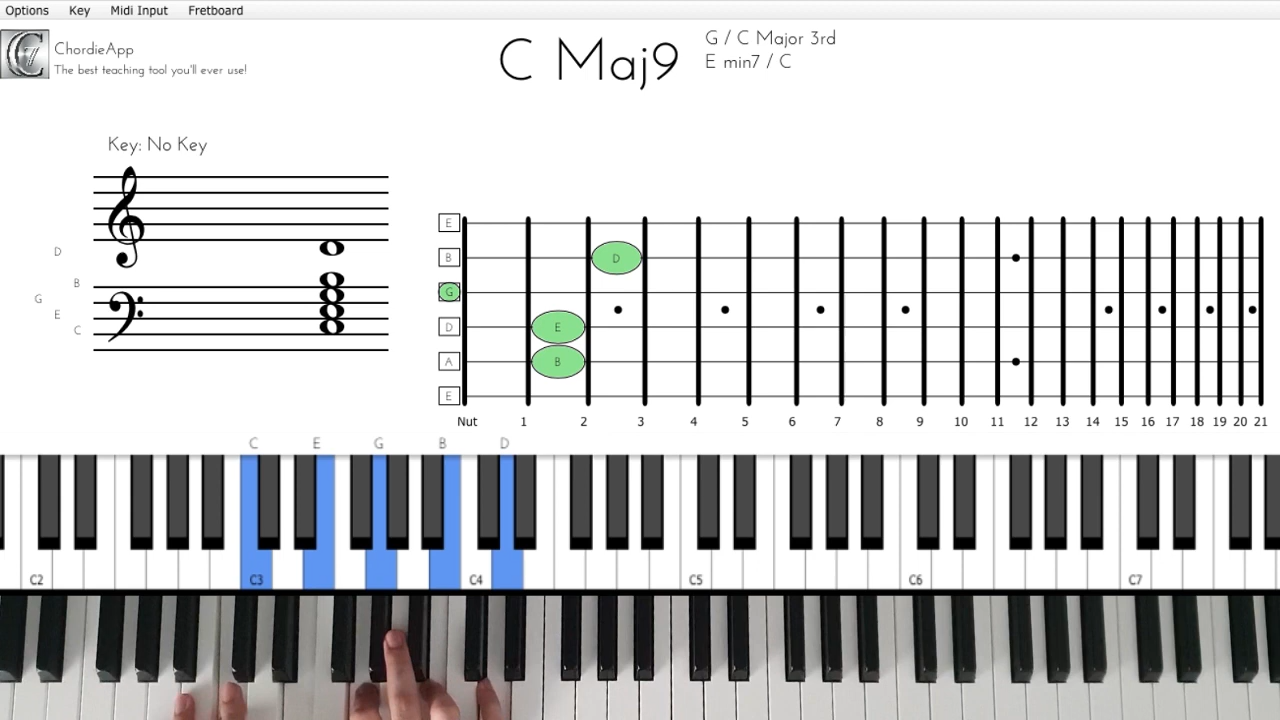 Options Key Midi Input Fretboard
ChordieApp
The best teaching tool you'll ever use!
C Maj9
G / C Major 3rd
E min7 / C
Key: No Key
D
B
G
E
C
E
B D
G
D E
A B
E
Nut 1 2 3 4 5 6 7 8 9 10 11 12 13 14 15 16 17 18 19 20 21
C E G B D
C2 C3 C4 C5 C6 C7